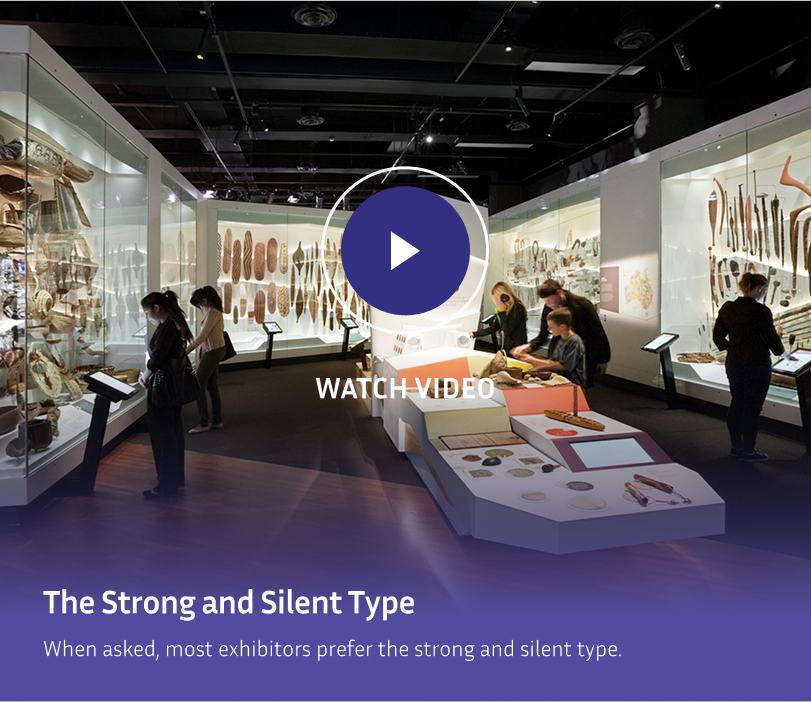 WATCH VIDEO
The Strong and Silent Type
When asked, most exhibitors prefer the strong and silent type.